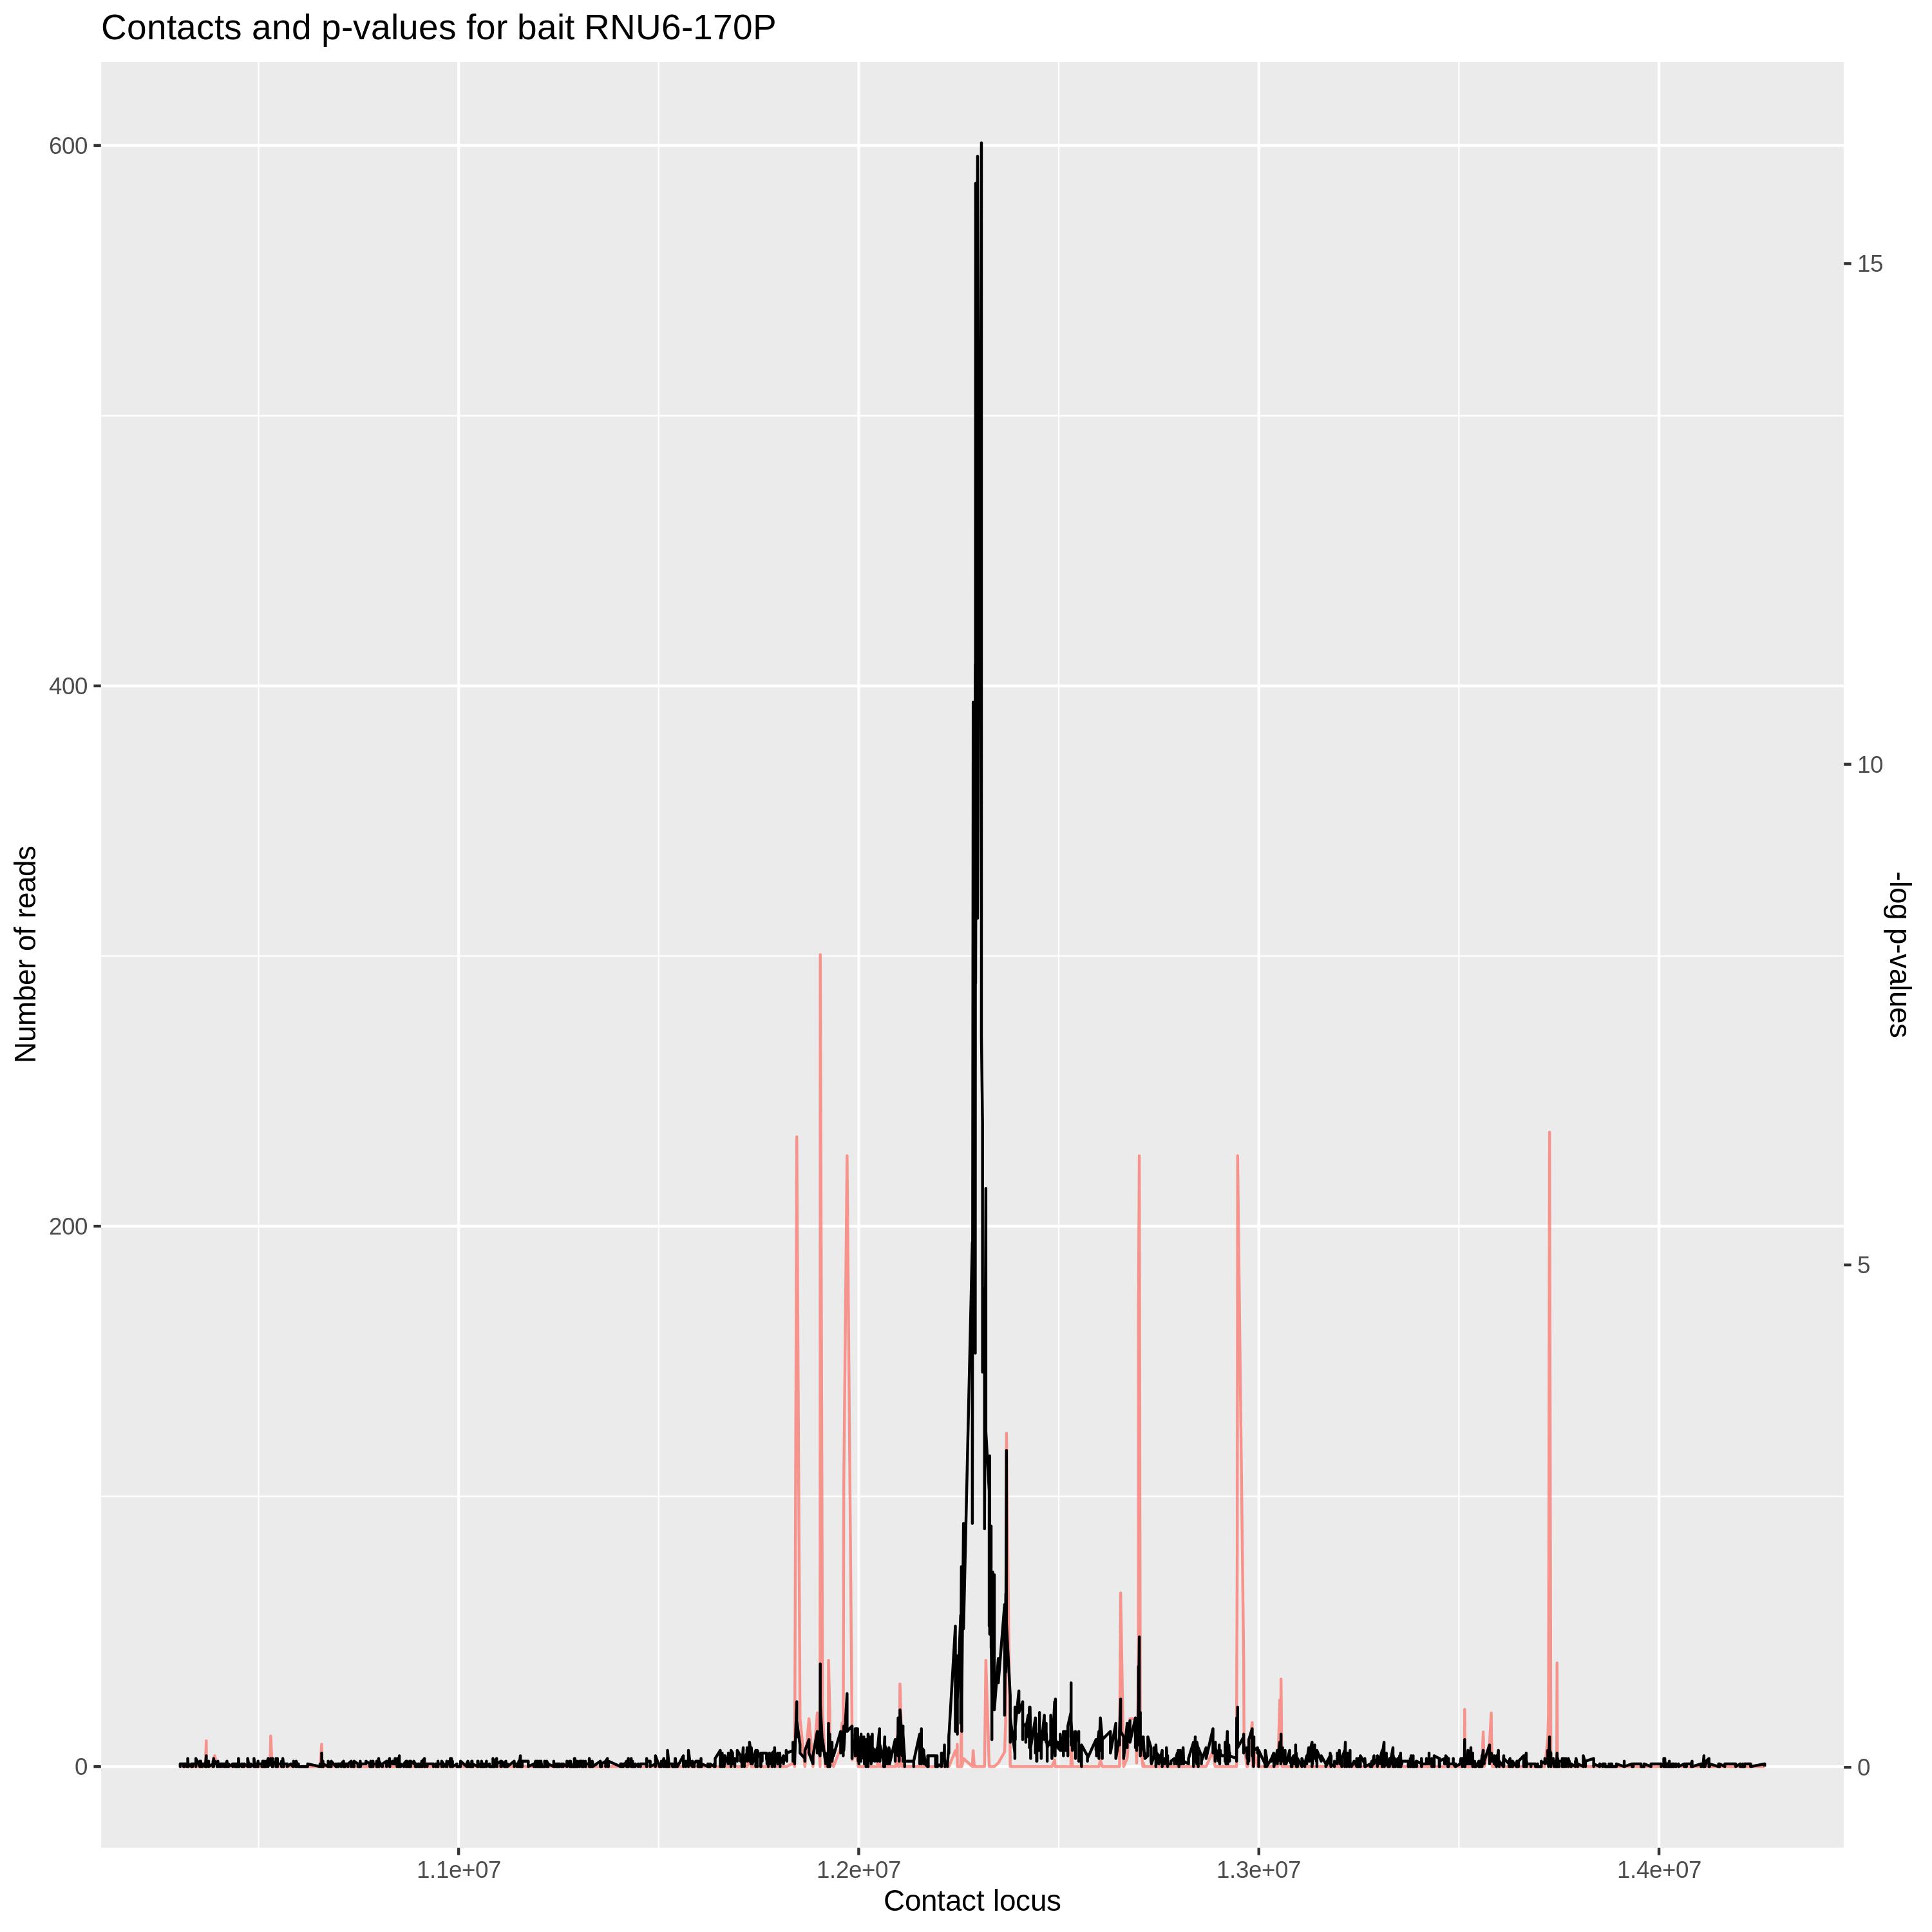 Contacts and p-values for bait RNU6-170P
600
400
200
0
15
10
5
0
Number of reads
-log p-values
1.1e+07
1.2e+07
1.3e+07
1.4e+07
Contact locus